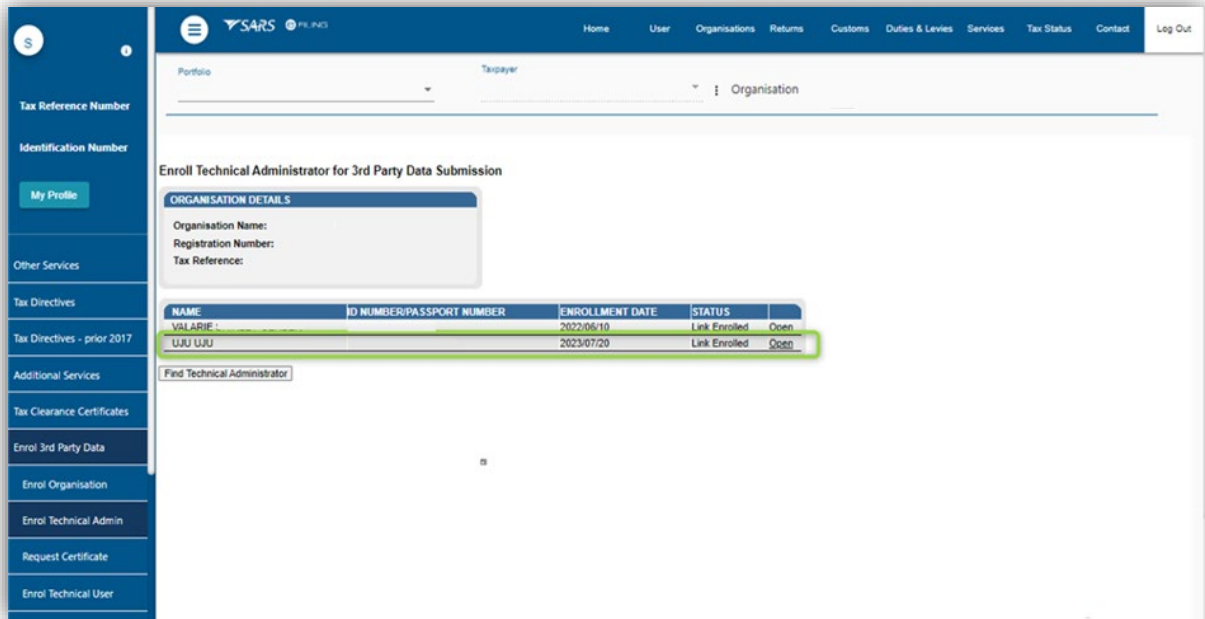 SARS eFILING
Home User Organisations Returns Customs Duties & Levies Services Tax Status Contact Log Out
S
Portfolio
Taxpayer
Organisation
Tax Reference Number
Identification Number
My Profile
Other Services
Tax Directives
Tax Directives - prior 2017
Additional Services
Tax Clearance Certificates
Enrol 3rd Party Data
Enrol Organisation
Enrol Technical Admin
Request Certificate
Enrol Technical User
Enroll Technical Administrator for 3rd Party Data Submission
ORGANISATION DETAILS
Organisation Name:
Registration Number:
Tax Reference:
NAME ID NUMBER/PASSPORT NUMBER ENROLLMENT DATE STATUS
VALARIE 2022/06/10 Link Enrolled Open
UJU UJU 2023/07/20 Link Enrolled Open
Find Technical Administrator